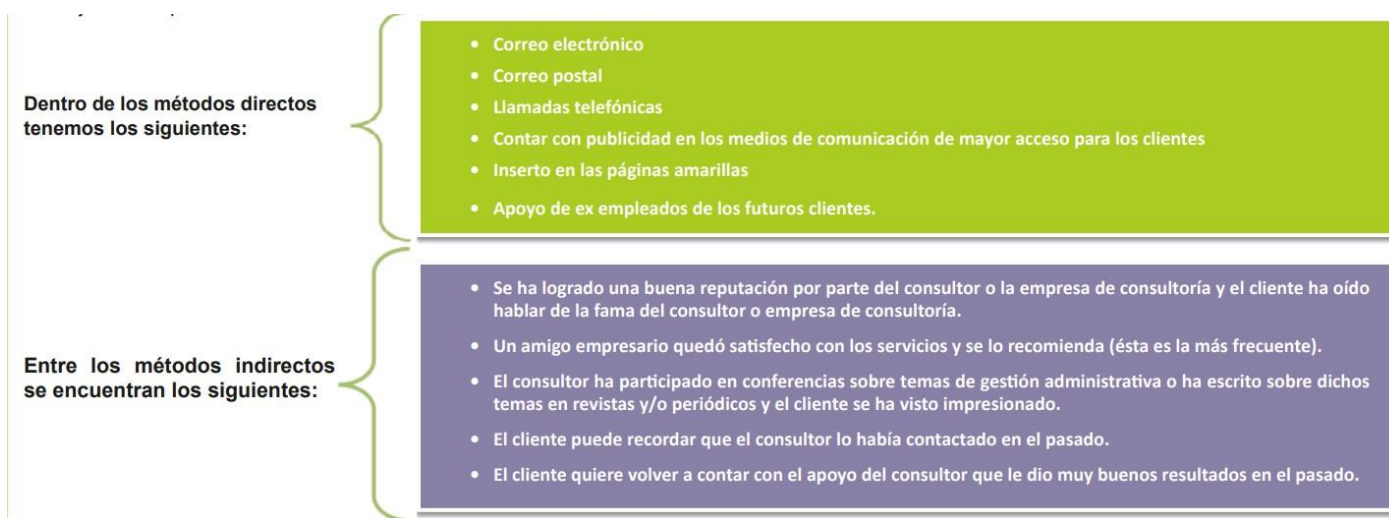 Dentro de los métodos directos
tenemos los siguientes:
• Correo electrónico
• Correo postal
• Llamadas telefónicas
• Contar con publicidad en los medios de comunicación de mayor acceso para los clientes
• Inserto en las páginas amarillas
• Apoyo de ex empleados de los futuros clientes.
Entre los métodos indirectos
se encuentran los siguientes:
• Se ha logrado una buena reputación por parte del consultor o la empresa de consultoría y el cliente ha oído
hablar de la fama del consultor o empresa de consultoría.
• Un amigo empresario quedó satisfecho con los servicios y se lo recomienda (ésta es la más frecuente).
• El consultor ha participado en conferencias sobre temas de gestión administrativa o ha escrito sobre dichos
temas en revistas y/o periódicos y el cliente se ha visto impresionado.
• El cliente puede recordar que el consultor lo había contactado en el pasado.
• El cliente quiere volver a contar con el apoyo del consultor que le dio muy buenos resultados en el pasado.